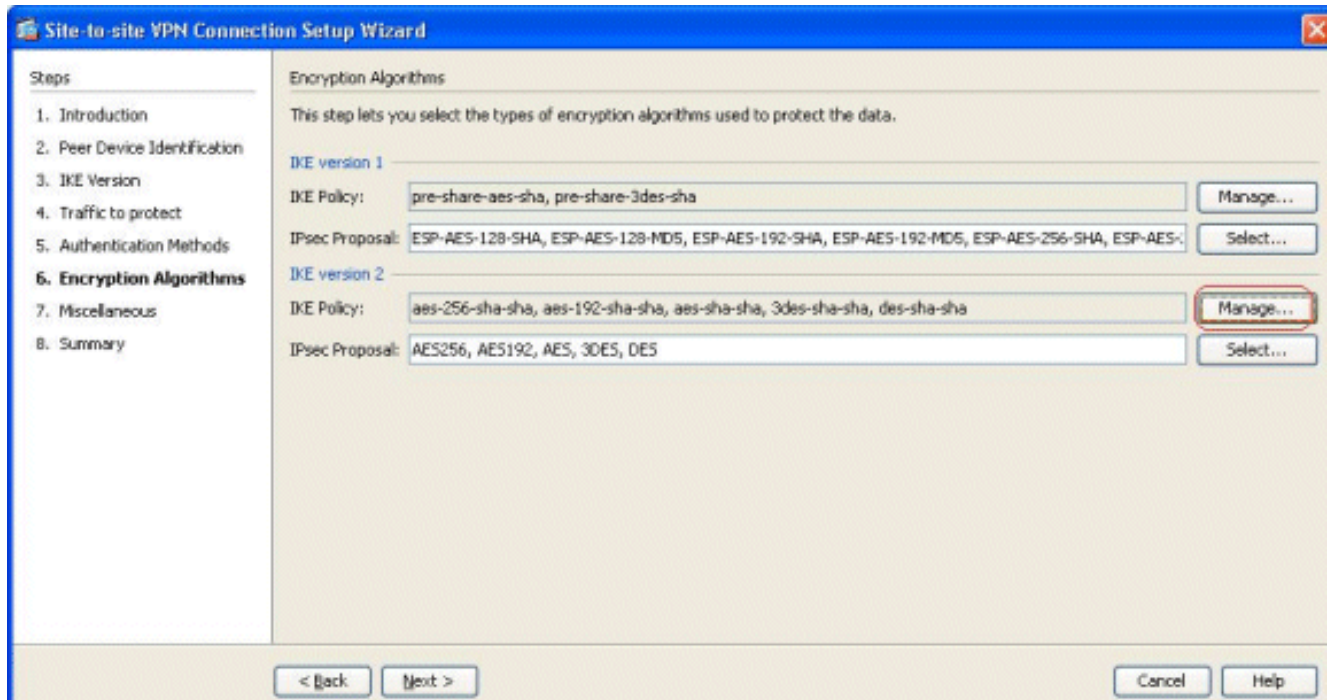 Site-to-site VPN Connection Setup Wizard
Steps
1. Introduction
2. Peer Device Identification
3. IKE Version
4. Traffic to protect
5. Authentication Methods
6. Encryption Algorithms
7. Miscellaneous
8. Summary
Encryption Algorithms
This step lets you select the types of encryption algorithms used to protect the data.
IKE version 1
IKE Policy: pre-share-aes-sha, pre-share-3des-sha Manage...
IPsec Proposal: ESP-AES-128-SHA, ESP-AES-128-MD5, ESP-AES-192-SHA, ESP-AES-192-MD5, ESP-AES-256-SHA, ESP-AES- Select...
IKE version 2
IKE Policy: aes-256-sha-sha, aes-192-sha-sha, aes-sha-sha, 3des-sha-sha, des-sha-sha Manage...
IPsec Proposal: AES256, AES192, AES, 3DES, DES Select...
< Back Next > Cancel Help